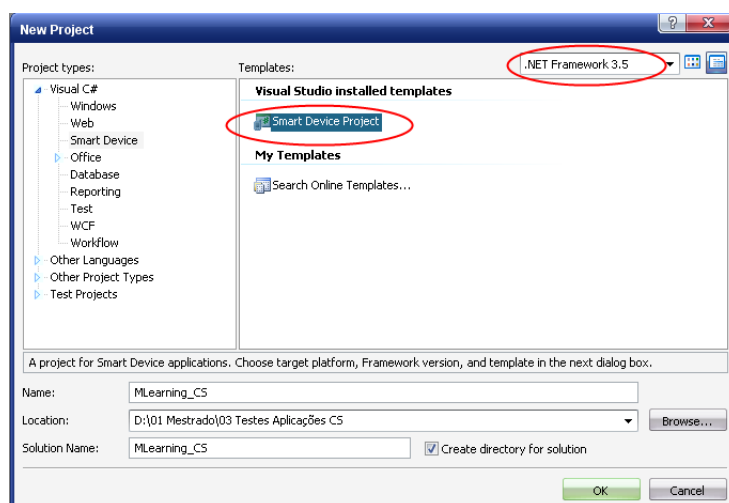 New Project
Project types:
Templates:
.NET Framework 3.5
Visual C#
Windows
Web
Smart Device
Office
Database
Reporting
Test
WCF
Workflow
Other Languages
Other Project Types
Test Projects
Visual Studio installed templates
Smart Device Project
My Templates
Search Online Templates...
A project for Smart Device applications. Choose target platform, Framework version, and template in the next dialog box.
Name: MLearning_CS
Location: D:\01 Mestrado\03 Testes Aplicações CS Browse...
Solution Name: MLearning_CS Create directory for solution
OK Cancel